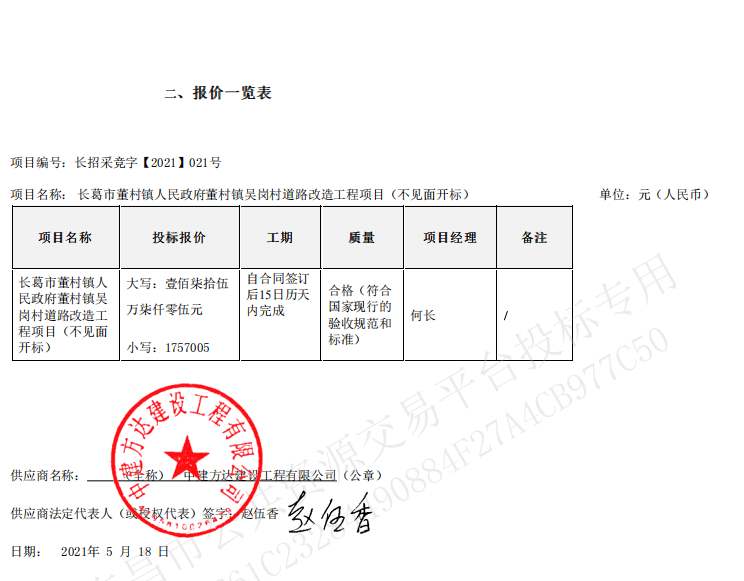 二、报价一览表
项目编号：长招采竞字【2021】021号
项目名称： 长葛市董村镇人民政府董村镇吴岗村道路改造工程项目（不见面开标） 单位：元（人民币）
项目名称 投标报价 工期 质量 项目经理 备注
长葛市董村镇人
民政府董村镇吴
岗村道路改造工
程项目（不见面
开标）
大写：壹佰柒拾伍
万柒仟零伍元
小写：1757005
自合同签订
后15日历天
内完成
合格（符合
国家现行的
验收规范和
标准）
何长
/
中建方达建设工程有限公司
供应商名称： （全称） 中建方达建设工程有限公司（公章）
供应商法定代表人（或授权代表）签字：赵伍香 赵伍香
日期： 2021年 5 月 18 日